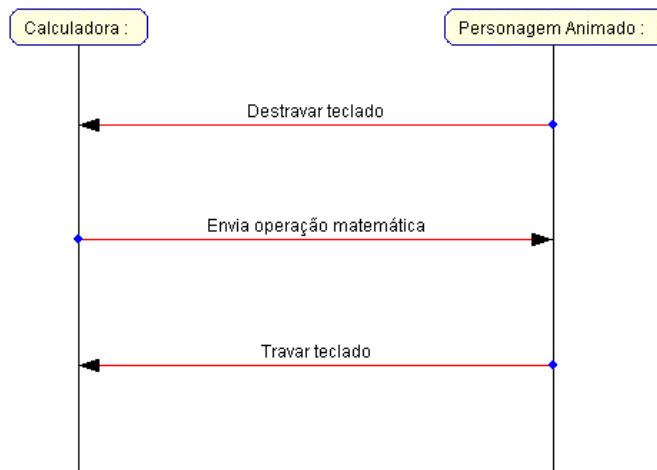 Calculadora :
Personagem Animado :
Destravar teclado
Envia operação matemática
Travar teclado